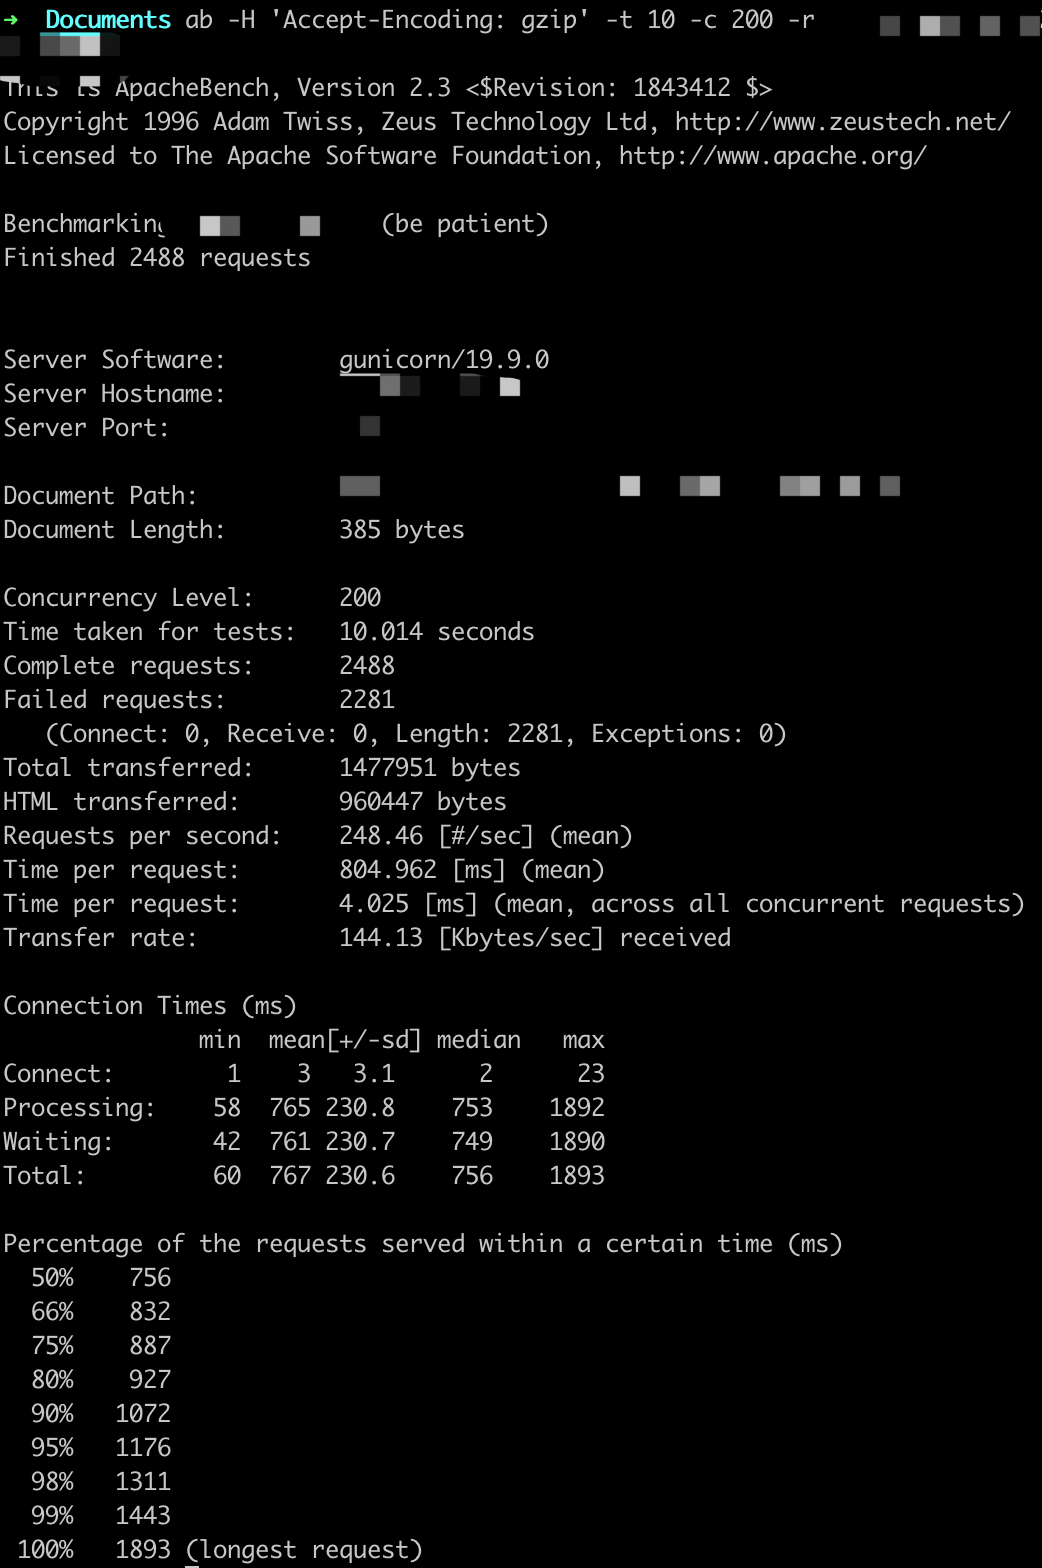 ➜ Documents ab -H 'Accept-Encoding: gzip' -t 10 -c 200 -r
This is ApacheBench, Version 2.3 <$Revision: 1843412 $>
Copyright 1996 Adam Twiss, Zeus Technology Ltd, http://www.zeustech.net/
Licensed to The Apache Software Foundation, http://www.apache.org/
Benchmarking (be patient)
Finished 2488 requests
Server Software: gunicorn/19.9.0
Server Hostname:
Server Port:
Document Path:
Document Length: 385 bytes
Concurrency Level: 200
Time taken for tests: 10.014 seconds
Complete requests: 2488
Failed requests: 2281
(Connect: 0, Receive: 0, Length: 2281, Exceptions: 0)
Total transferred: 1477951 bytes
HTML transferred: 960447 bytes
Requests per second: 248.46 [#/sec] (mean)
Time per request: 804.962 [ms] (mean)
Time per request: 4.025 [ms] (mean, across all concurrent requests)
Transfer rate: 144.13 [Kbytes/sec] received
Connection Times (ms)
min mean[+/-sd] median max
Connect: 1 3 3.1 2 23
Processing: 58 765 230.8 753 1892
Waiting: 42 761 230.7 749 1890
Total: 60 767 230.6 756 1893
Percentage of the requests served within a certain time (ms)
50% 756
66% 832
75% 887
80% 927
90% 1072
95% 1176
98% 1311
99% 1443
100% 1893 (longest request)